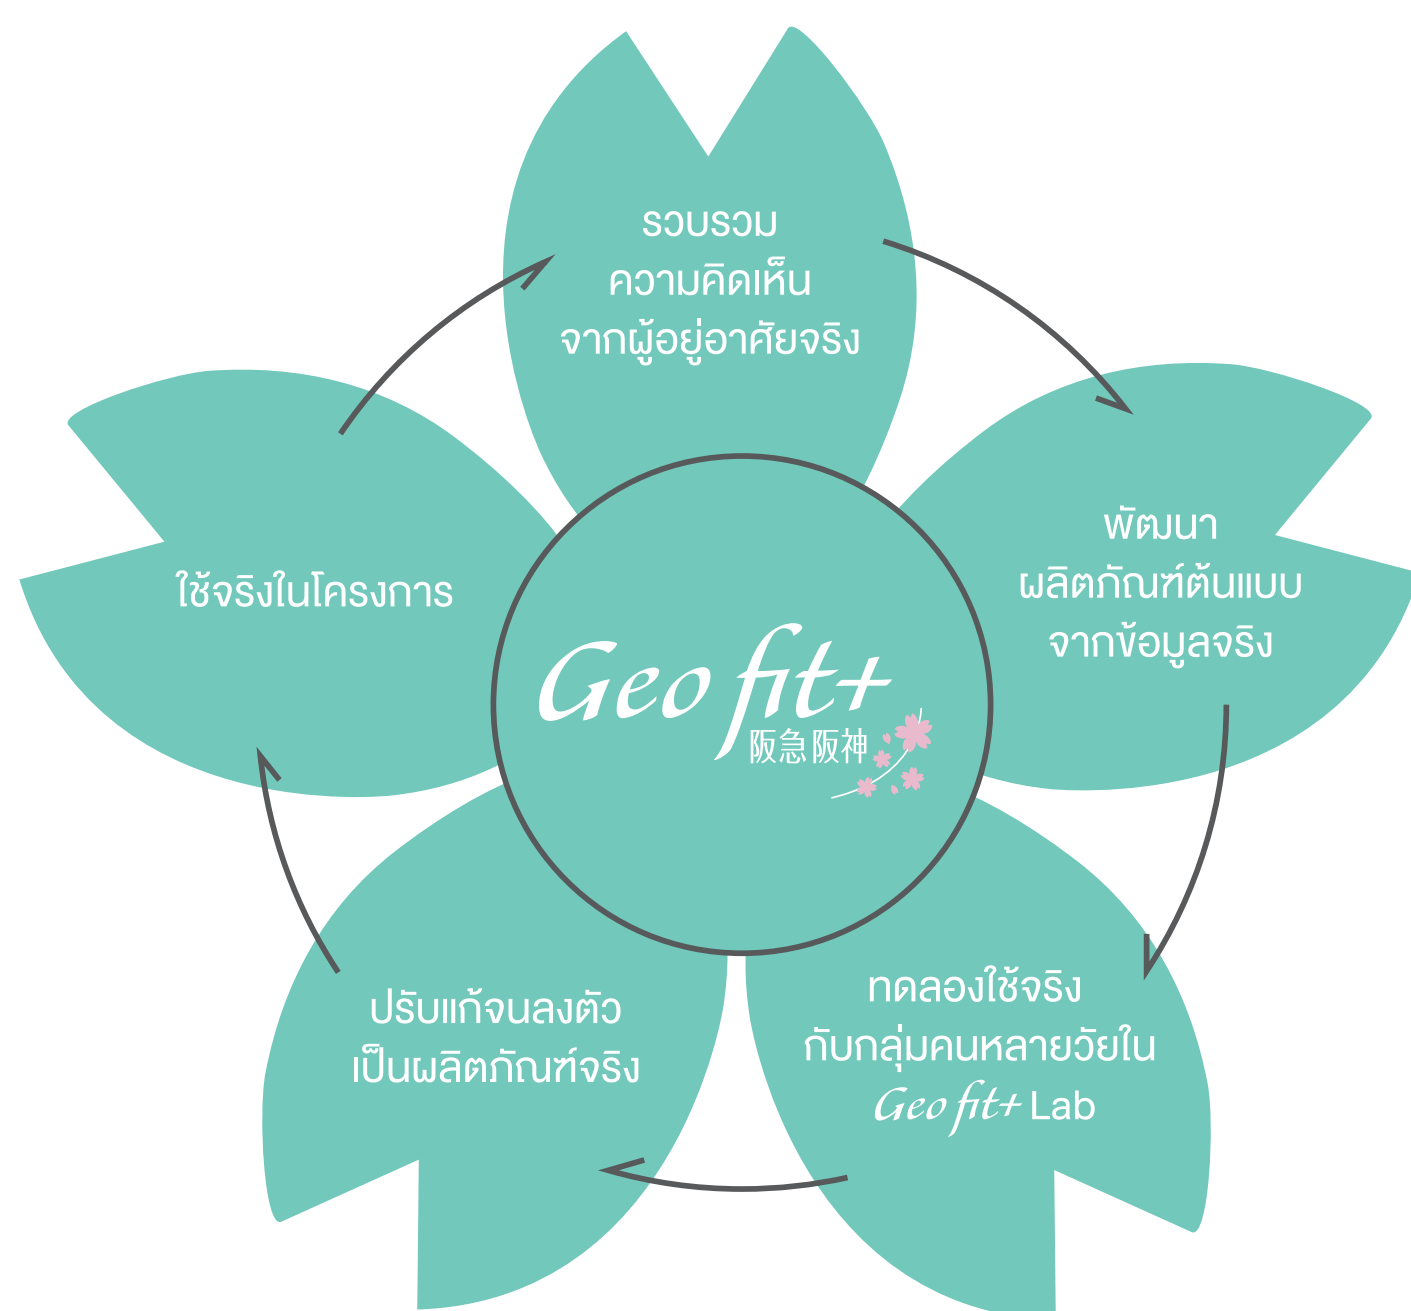 รวบรวม
ความคิดเห็น
จากผู้อยู่อาศัยจริง
พัฒนา
ผลิตภัณฑ์ต้นแบบ
จากข้อมูลจริง
ทดลองใช้จริง
กับกลุ่มคนหลายวัยใน
Geo fit+ Lab
ปรับแก้จนลงตัว
เป็นผลิตภัณฑ์จริง
ใช้จริงในโครงการ
Geo fit+
阪急阪神